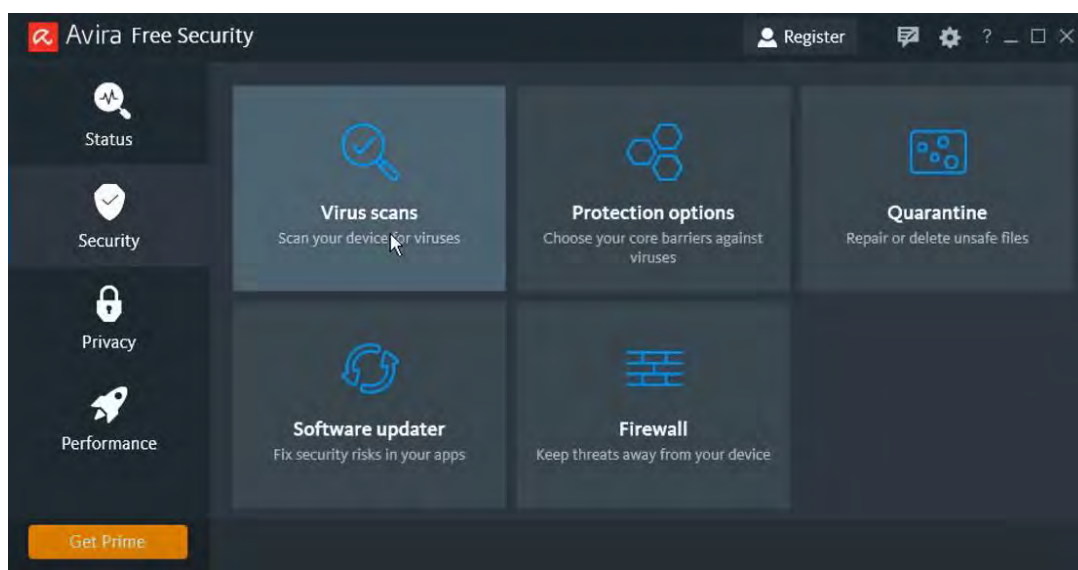 Avira Free Security
Register
?
Status
Security
Privacy
Performance
Get Prime
Virus scans
Scan your device for viruses
Protection options
Choose your core barriers against
viruses
Quarantine
Repair or delete unsafe files
Software updater
Fix security risks in your apps
Firewall
Keep threats away from your device